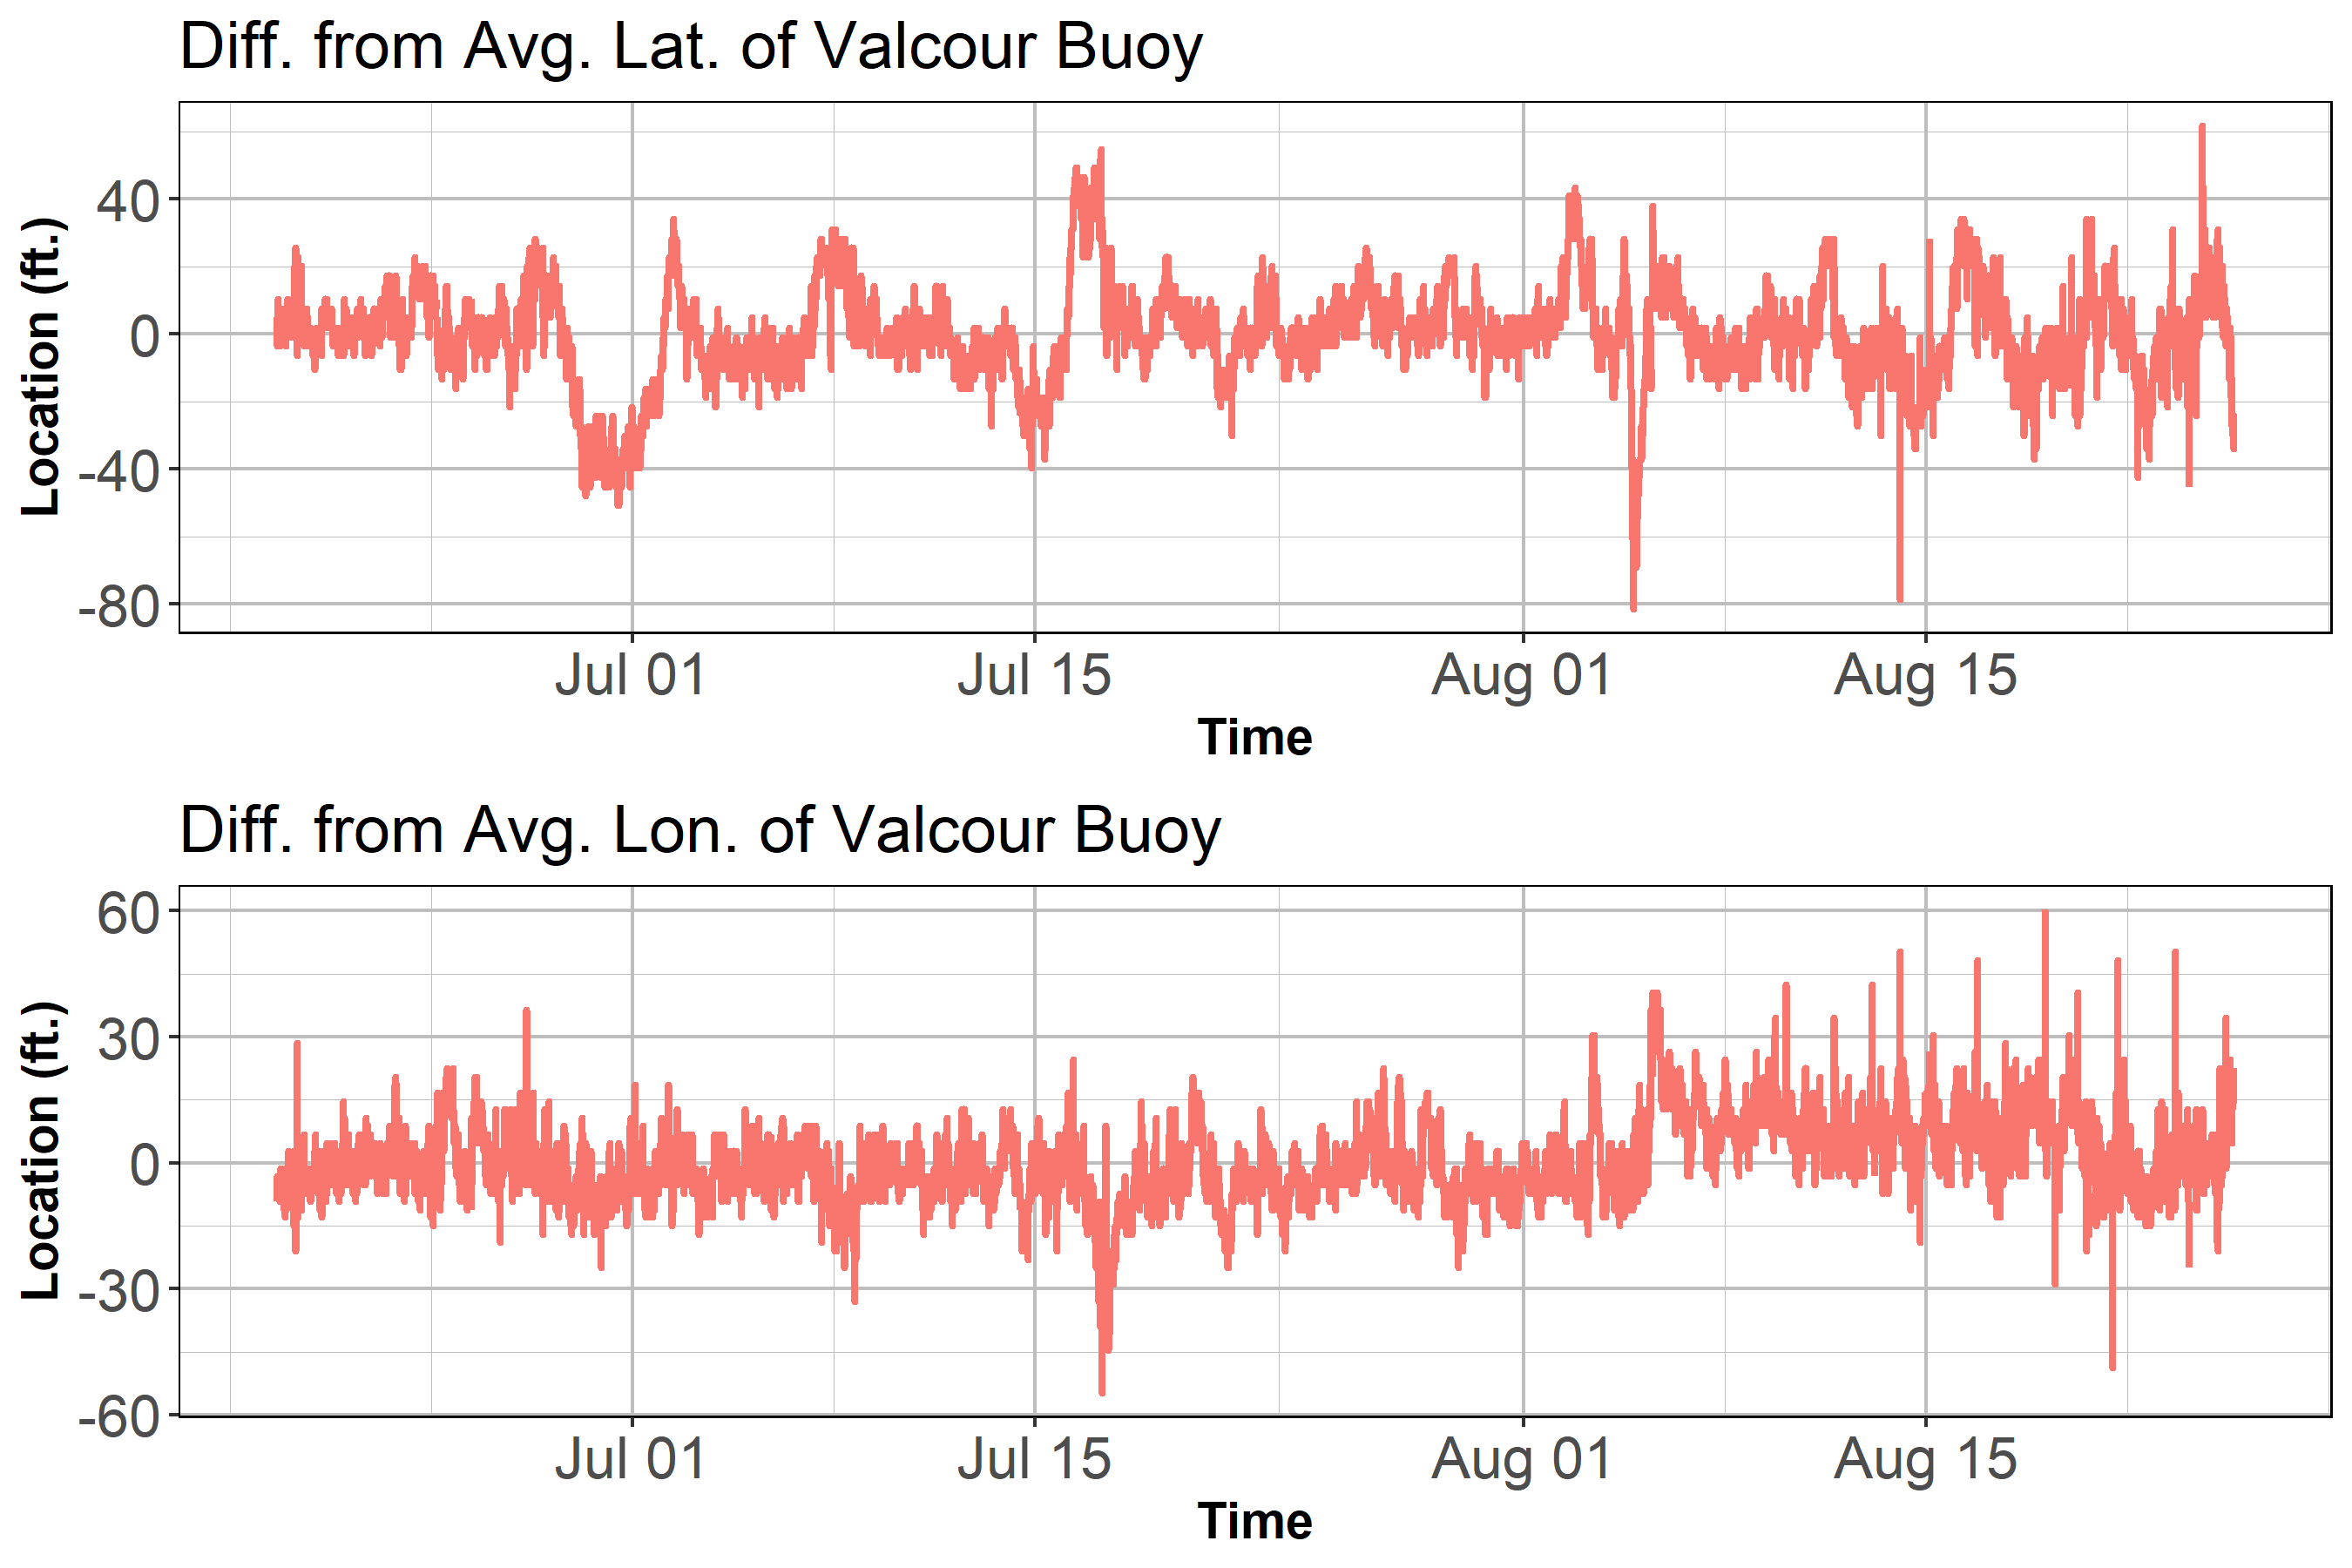 Diff. from Avg. Lat. of Valcour Buoy
Location (ft.)
40
0
-40
-80
Jul 01 Jul 15 Aug 01 Aug 15
Time
Diff. from Avg. Lon. of Valcour Buoy
Location (ft.)
60
30
0
-30
-60
Jul 01 Jul 15 Aug 01 Aug 15
Time